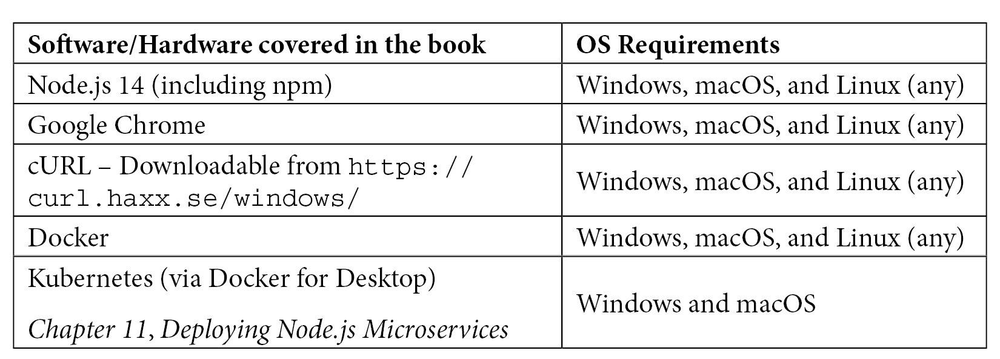 Software/Hardware covered in the book
OS Requirements
Node.js 14 (including npm)
Windows, macOS, and Linux (any)
Google Chrome
Windows, macOS, and Linux (any)
cURL – Downloadable from https://
curl.haxx.se/windows/
Windows, macOS, and Linux (any)
Docker
Windows, macOS, and Linux (any)
Kubernetes (via Docker for Desktop)
Chapter 11, Deploying Node.js Microservices
Windows and macOS